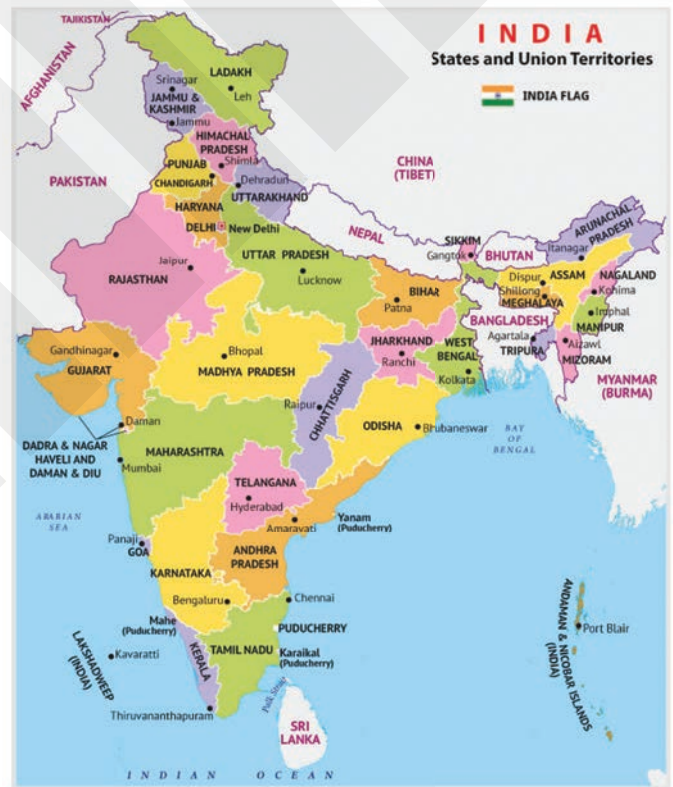 INDIA
States and Union Territories
INDIA FLAG
TAJIKISTAN
AFGHANISTAN
PAKISTAN
CHINA
(TIBET)
NEPAL
BHUTAN
BANGLADESH
MYANMAR
(BURMA)
SRI
LANKA
LADAKH
Leh
Srinagar
JAMMU &
KASHMIR
Jammu
HIMACHAL
PRADESH
Shimla
PUNJAB
CHANDIGARH
Dehradun
UTTARAKHAND
HARYANA
DELHI
New Delhi
UTTAR PRADESH
Lucknow
Jaipur
RAJASTHAN
SIKKIM
Gangtok
ARUNACHAL
PRADESH
Itanagar
Dispur
ASSAM
Shillong
MEGHALAYA
NAGALAND
Kohima
Imphal
MANIPUR
Agartala
TRIPURA
Aizawl
MIZORAM
BIHAR
Patna
JHARKHAND
Ranchi
WEST
BENGAL
Kolkata
Gandhinagar
GUJARAT
Bhopal
MADHYA PRADESH
Raipur
CHHATTISGARH
ODISHA
Bhubaneswar
BAY
OF
BENGAL
Daman
DADRA & NAGAR
HAVELI AND
DAMAN & DIU
Mumbai
MAHARASHTRA
TELANGANA
Hyderabad
Amaravati
Yanam
(Puducherry)
ARABIAN
SEA
Panaji
GOA
KARNATAKA
ANDHRA
PRADESH
Bengaluru
Chennai
Mahe
(Puducherry)
PUDUCHERRY
TAMIL NADU
Karaikal
(Puducherry)
KERALA
LAKSHADWEEP
(INDIA)
Kavaratti
Thiruvananthapuram
Palk Strait
ANDAMAN & NICOBAR ISLANDS
(INDIA)
Port Blair
INDIAN OCEAN